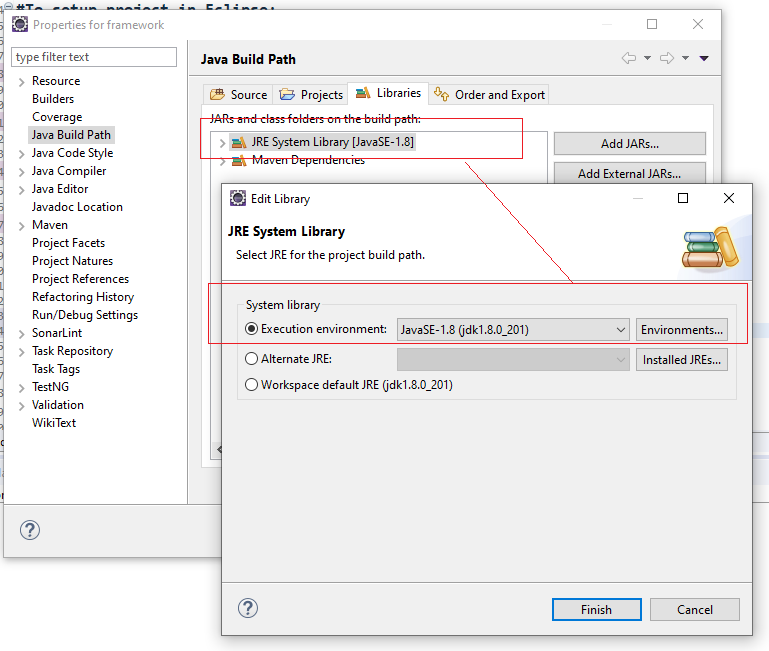 #To setup project in Eclipse:
Properties for framework
type filter text
Resource
Builders
Coverage
Java Build Path
Java Code Style
Java Compiler
Java Editor
Javadoc Location
Maven
Project Facets
Project Natures
Project References
Refactoring History
Run/Debug Settings
SonarLint
Task Repository
Task Tags
TestNG
Validation
WikiText
Java Build Path
Source
Projects
Libraries
Order and Export
JARs and class folders on the build path:
JRE System Library [JavaSE-1.8]
Maven Dependencies
Add JARs...
Add External JARs...
Edit Library
JRE System Library
Select JRE for the project build path.
System library
Execution environment: JavaSE-1.8 (jdk1.8.0_201) Environments...
Alternate JRE: Installed JREs...
Workspace default JRE (jdk1.8.0_201)
Finish
Cancel